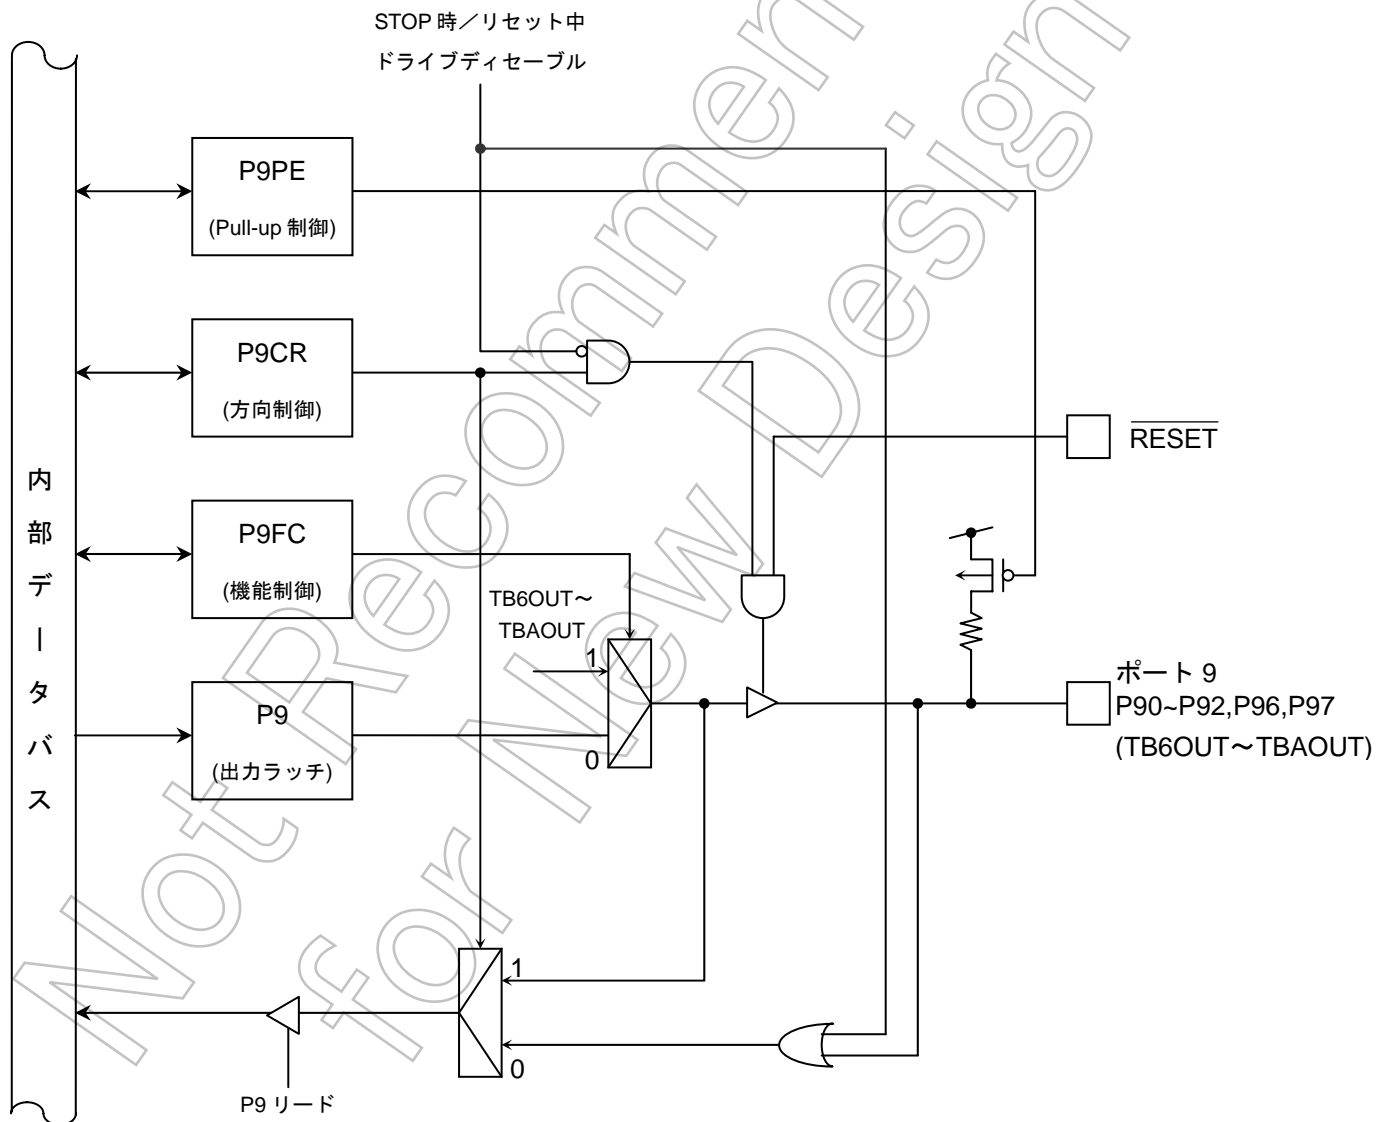 STOP 時／リセット中
ドライブディセーブル
P9PE
(Pull-up 制御)
P9CR
(方向制御)
RESET
内部データバス
P9FC
(機能制御)
TB6OUT～
TBAOUT
1
P9
(出力ラッチ)
0
ポート 9
P90~P92,P96,P97
(TB6OUT～TBAOUT)
1
0
P9 リード
Not Recommen
for New Design